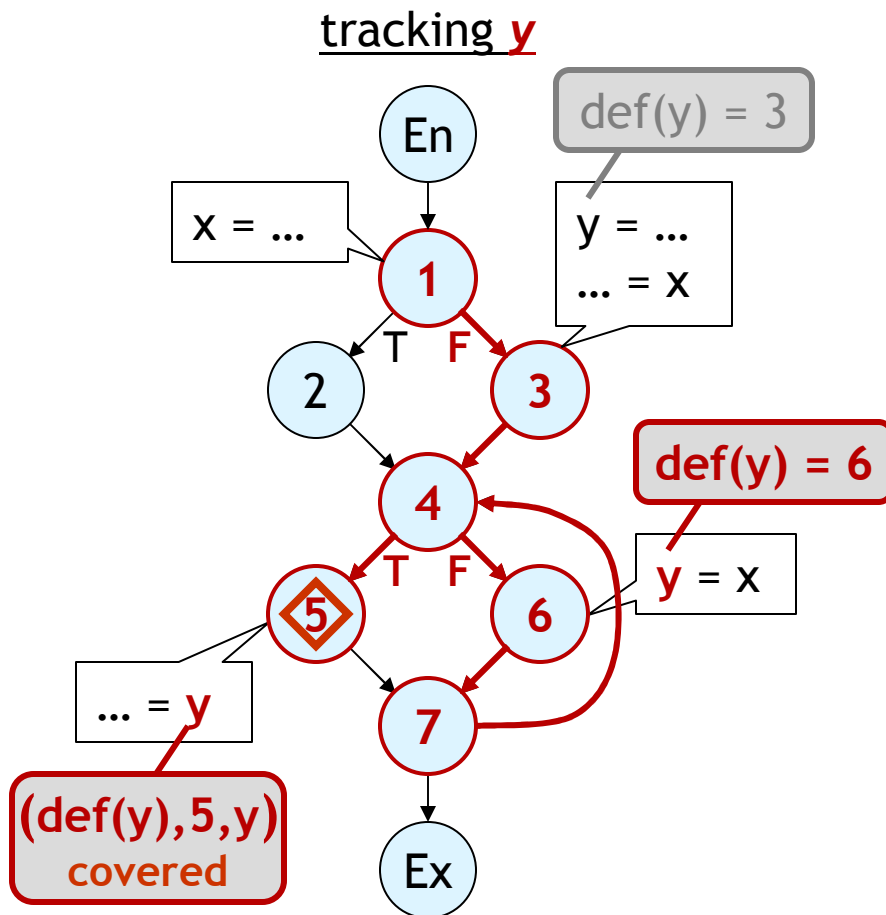 tracking y
def(y) = 3
En
x = ...
y = ...
... = x
1
T
F
2
3
def(y) = 6
4
T
F
y = x
5
6
... = y
7
(def(y),5,y)
covered
Ex